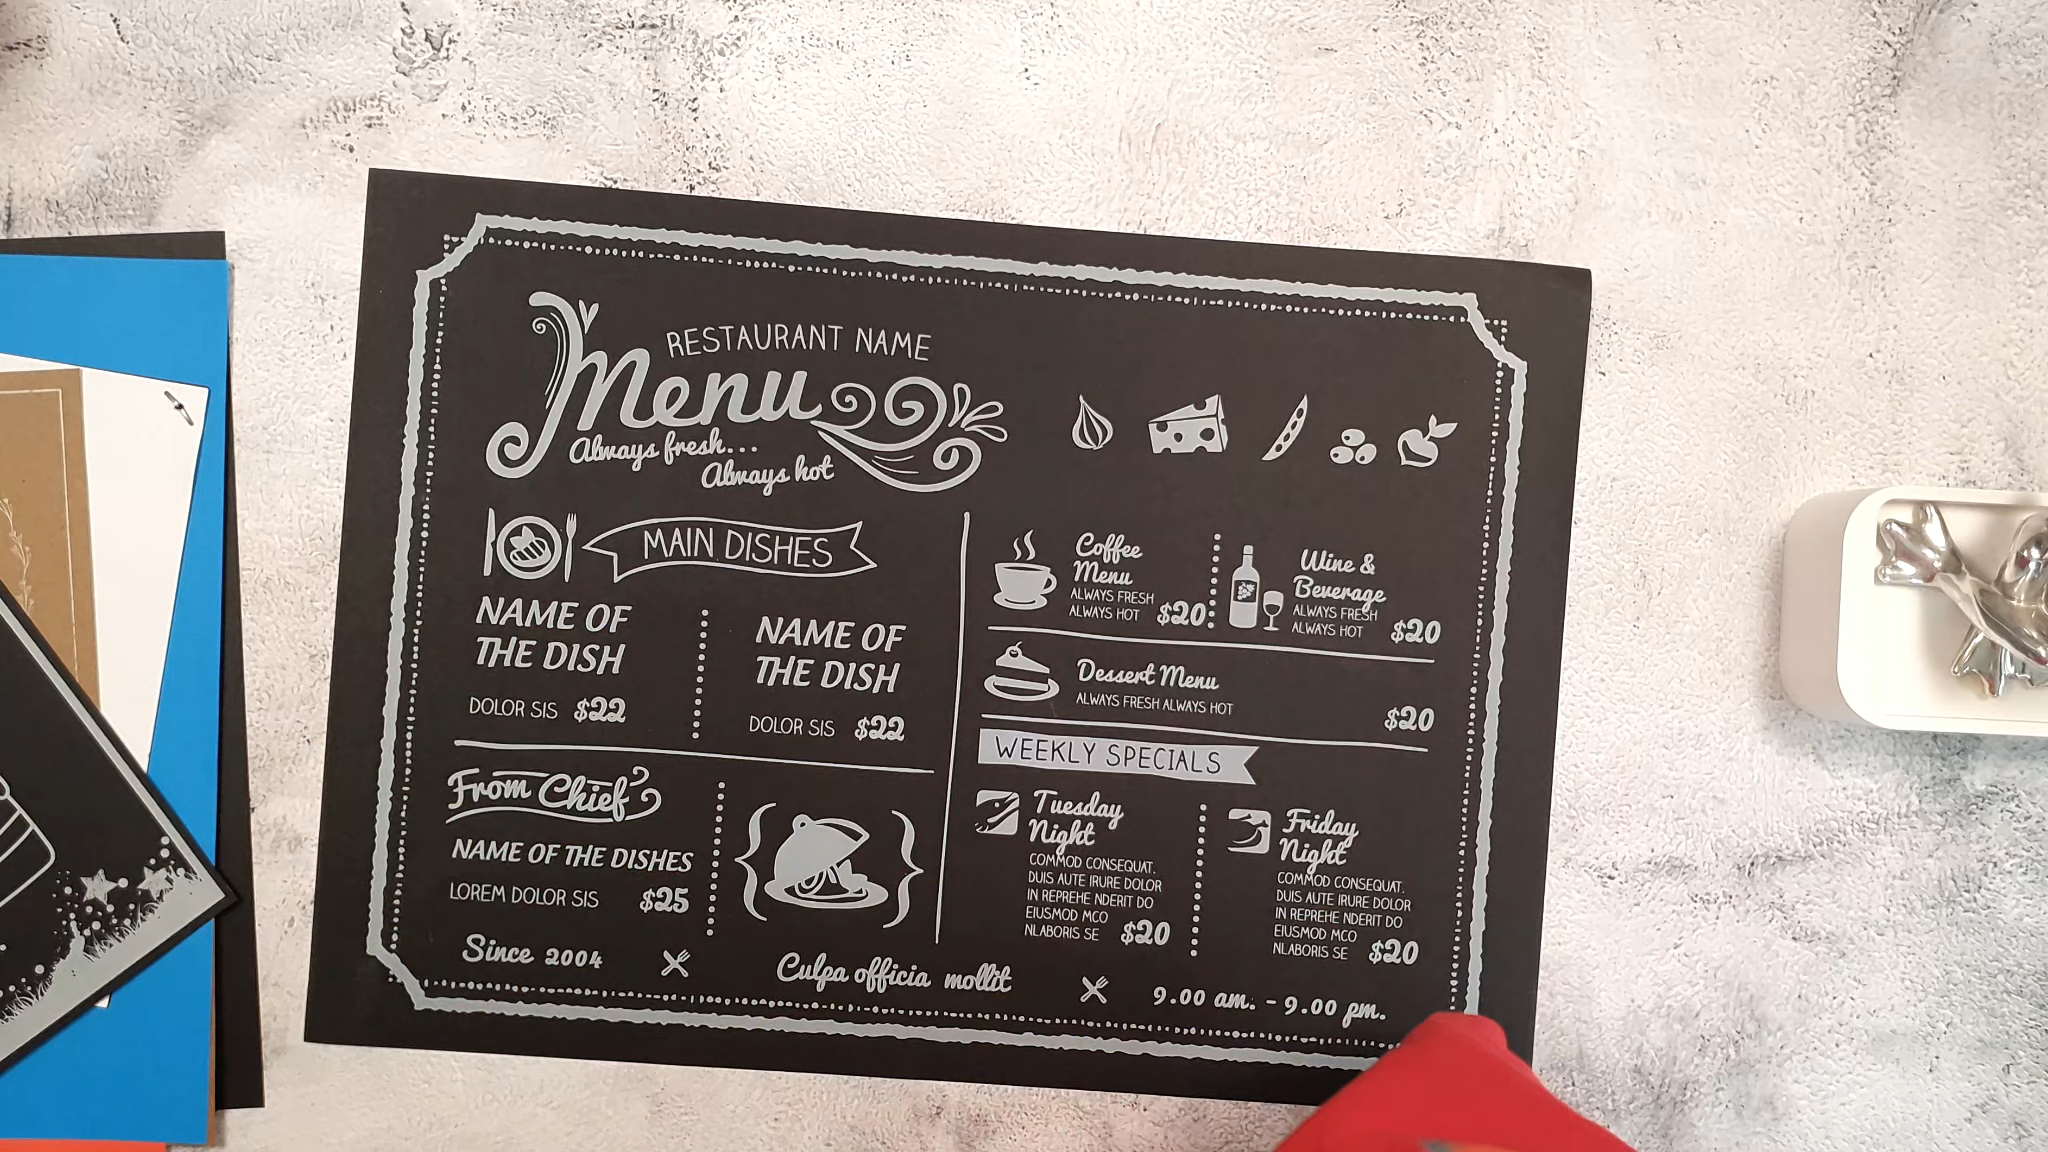 RESTAURANT NAME
Menu
Always fresh...
Always hot
MAIN DISHES
NAME OF
THE DISH
DOLOR SIS $22
NAME OF
THE DISH
DOLOR SIS $22
From Chief
NAME OF THE DISHES
LOREM DOLOR SIS $25
Coffee
Menu
ALWAYS FRESH
ALWAYS HOT $20
Wine &
Beverage
ALWAYS FRESH
ALWAYS HOT $20
Dessert Menu
ALWAYS FRESH ALWAYS HOT
$20
WEEKLY SPECIALS
Tuesday
Night
COMMOD CONSEQUAT.
DUIS AUTE IRURE DOLOR
IN REPREHE NDERIT DO
EIUSMOD MCO
NLABORIS SE $20
Friday
Night
COMMOD CONSEQUAT.
DUIS AUTE IRURE DOLOR
IN REPREHE NDERIT DO
EIUSMOD MCO
NLABORIS SE $20
Since 2004
Culpa officia mollit
9.00 am. - 9.00 pm.